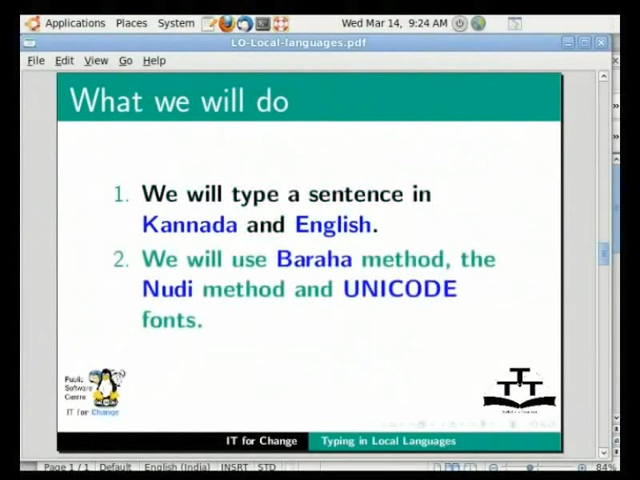 Applications Places System Wed Mar 14, 9:24 AM
LO-Local-languages.pdf
File Edit View Go Help
What we will do
1. We will type a sentence in
Kannada and English.
2. We will use Baraha method, the
Nudi method and UNICODE
fonts.
Public
Software
Centre
IT for Change
TTT
IT for Change Typing in Local Languages
Page 1 / 1 Default English (India) INSRT STD 84%